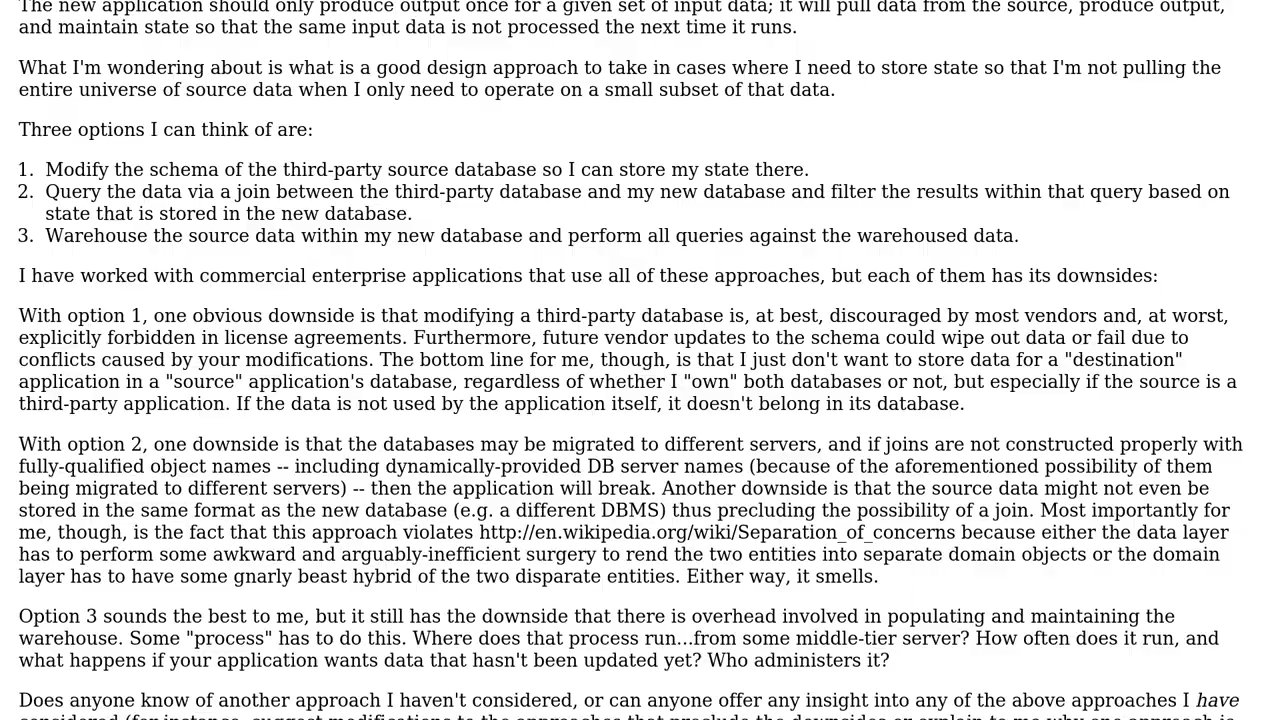 The new application should only produce output once for a given set of input data; it will pull data from the source, produce output,
and maintain state so that the same input data is not processed the next time it runs.
What I'm wondering about is what is a good design approach to take in cases where I need to store state so that I'm not pulling the
entire universe of source data when I only need to operate on a small subset of that data.
Three options I can think of are:
1. Modify the schema of the third-party source database so I can store my state there.
2. Query the data via a join between the third-party database and my new database and filter the results within that query based on
state that is stored in the new database.
3. Warehouse the source data within my new database and perform all queries against the warehoused data.
I have worked with commercial enterprise applications that use all of these approaches, but each of them has its downsides:
With option 1, one obvious downside is that modifying a third-party database is, at best, discouraged by most vendors and, at worst,
explicitly forbidden in license agreements. Furthermore, future vendor updates to the schema could wipe out data or fail due to
conflicts caused by your modifications. The bottom line for me, though, is that I just don't want to store data for a "destination"
application in a "source" application's database, regardless of whether I "own" both databases or not, but especially if the source is a
third-party application. If the data is not used by the application itself, it doesn't belong in its database.
With option 2, one downside is that the databases may be migrated to different servers, and if joins are not constructed properly with
fully-qualified object names -- including dynamically-provided DB server names (because of the aforementioned possibility of them
being migrated to different servers) -- then the application will break. Another downside is that the source data might not even be
stored in the same format as the new database (e.g. a different DBMS) thus precluding the possibility of a join. Most importantly for
me, though, is the fact that this approach violates http://en.wikipedia.org/wiki/Separation_of_concerns because either the data layer
has to perform some awkward and arguably-inefficient surgery to rend the two entities into separate domain objects or the domain
layer has to have some gnarly beast hybrid of the two disparate entities. Either way, it smells.
Option 3 sounds the best to me, but it still has the downside that there is overhead involved in populating and maintaining the
warehouse. Some "process" has to do this. Where does that process run...from some middle-tier server? How often does it run, and
what happens if your application wants data that hasn't been updated yet? Who administers it?
Does anyone know of another approach I haven't considered, or can anyone offer any insight into any of the above approaches I have
considered (for instance, suggest modifications to the approaches that preclude the downsides or explain to me why one approach is